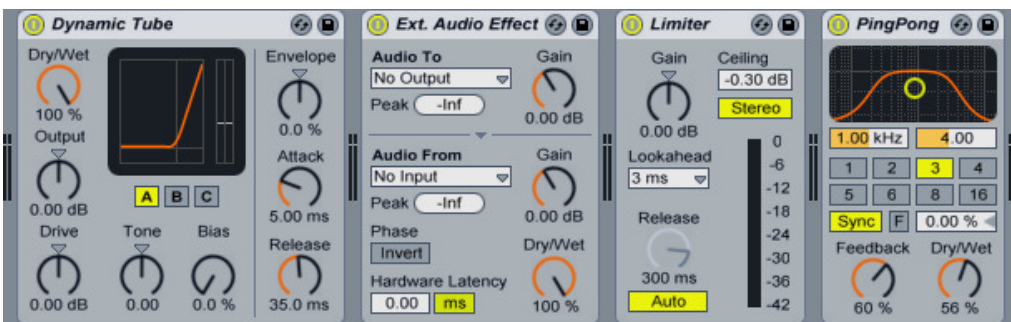 Dynamic Tube
Dry/Wet
100 %
Output
0.00 dB
A B C
Drive Tone Bias
0.00 dB 0.00 0.0 %
Envelope
0.0 %
Attack
5.00 ms
Release
35.0 ms
Ext. Audio Effect
Audio To Gain
No Output
Peak -Inf 0.00 dB
Audio From Gain
No Input
Peak -Inf 0.00 dB
Phase
Invert Dry/Wet
Hardware Latency
0.00 ms 100 %
Limiter
Gain Ceiling
-0.30 dB
Stereo
0.00 dB
Lookahead
3 ms
Release
300 ms
Auto
0
-6
-12
-18
-24
-30
-36
-42
PingPong
1.00 kHz 4.00
1 2 3 4
5 6 8 16
Sync F 0.00 %
Feedback Dry/Wet
60 % 56 %